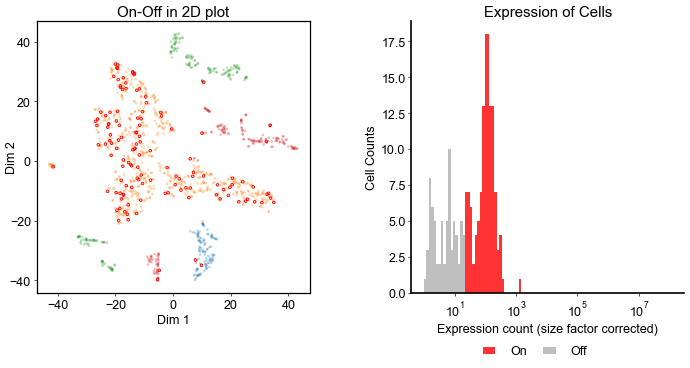 On-Off in 2D plot
Dim 2
40
20
0
−20
−40
−40 −20 0 20 40
Dim 1
Expression of Cells
Cell Counts
17.5
15.0
12.5
10.0
7.5
5.0
2.5
0.0
10^1 10^3 10^5 10^7
Expression count (size factor corrected)
On Off